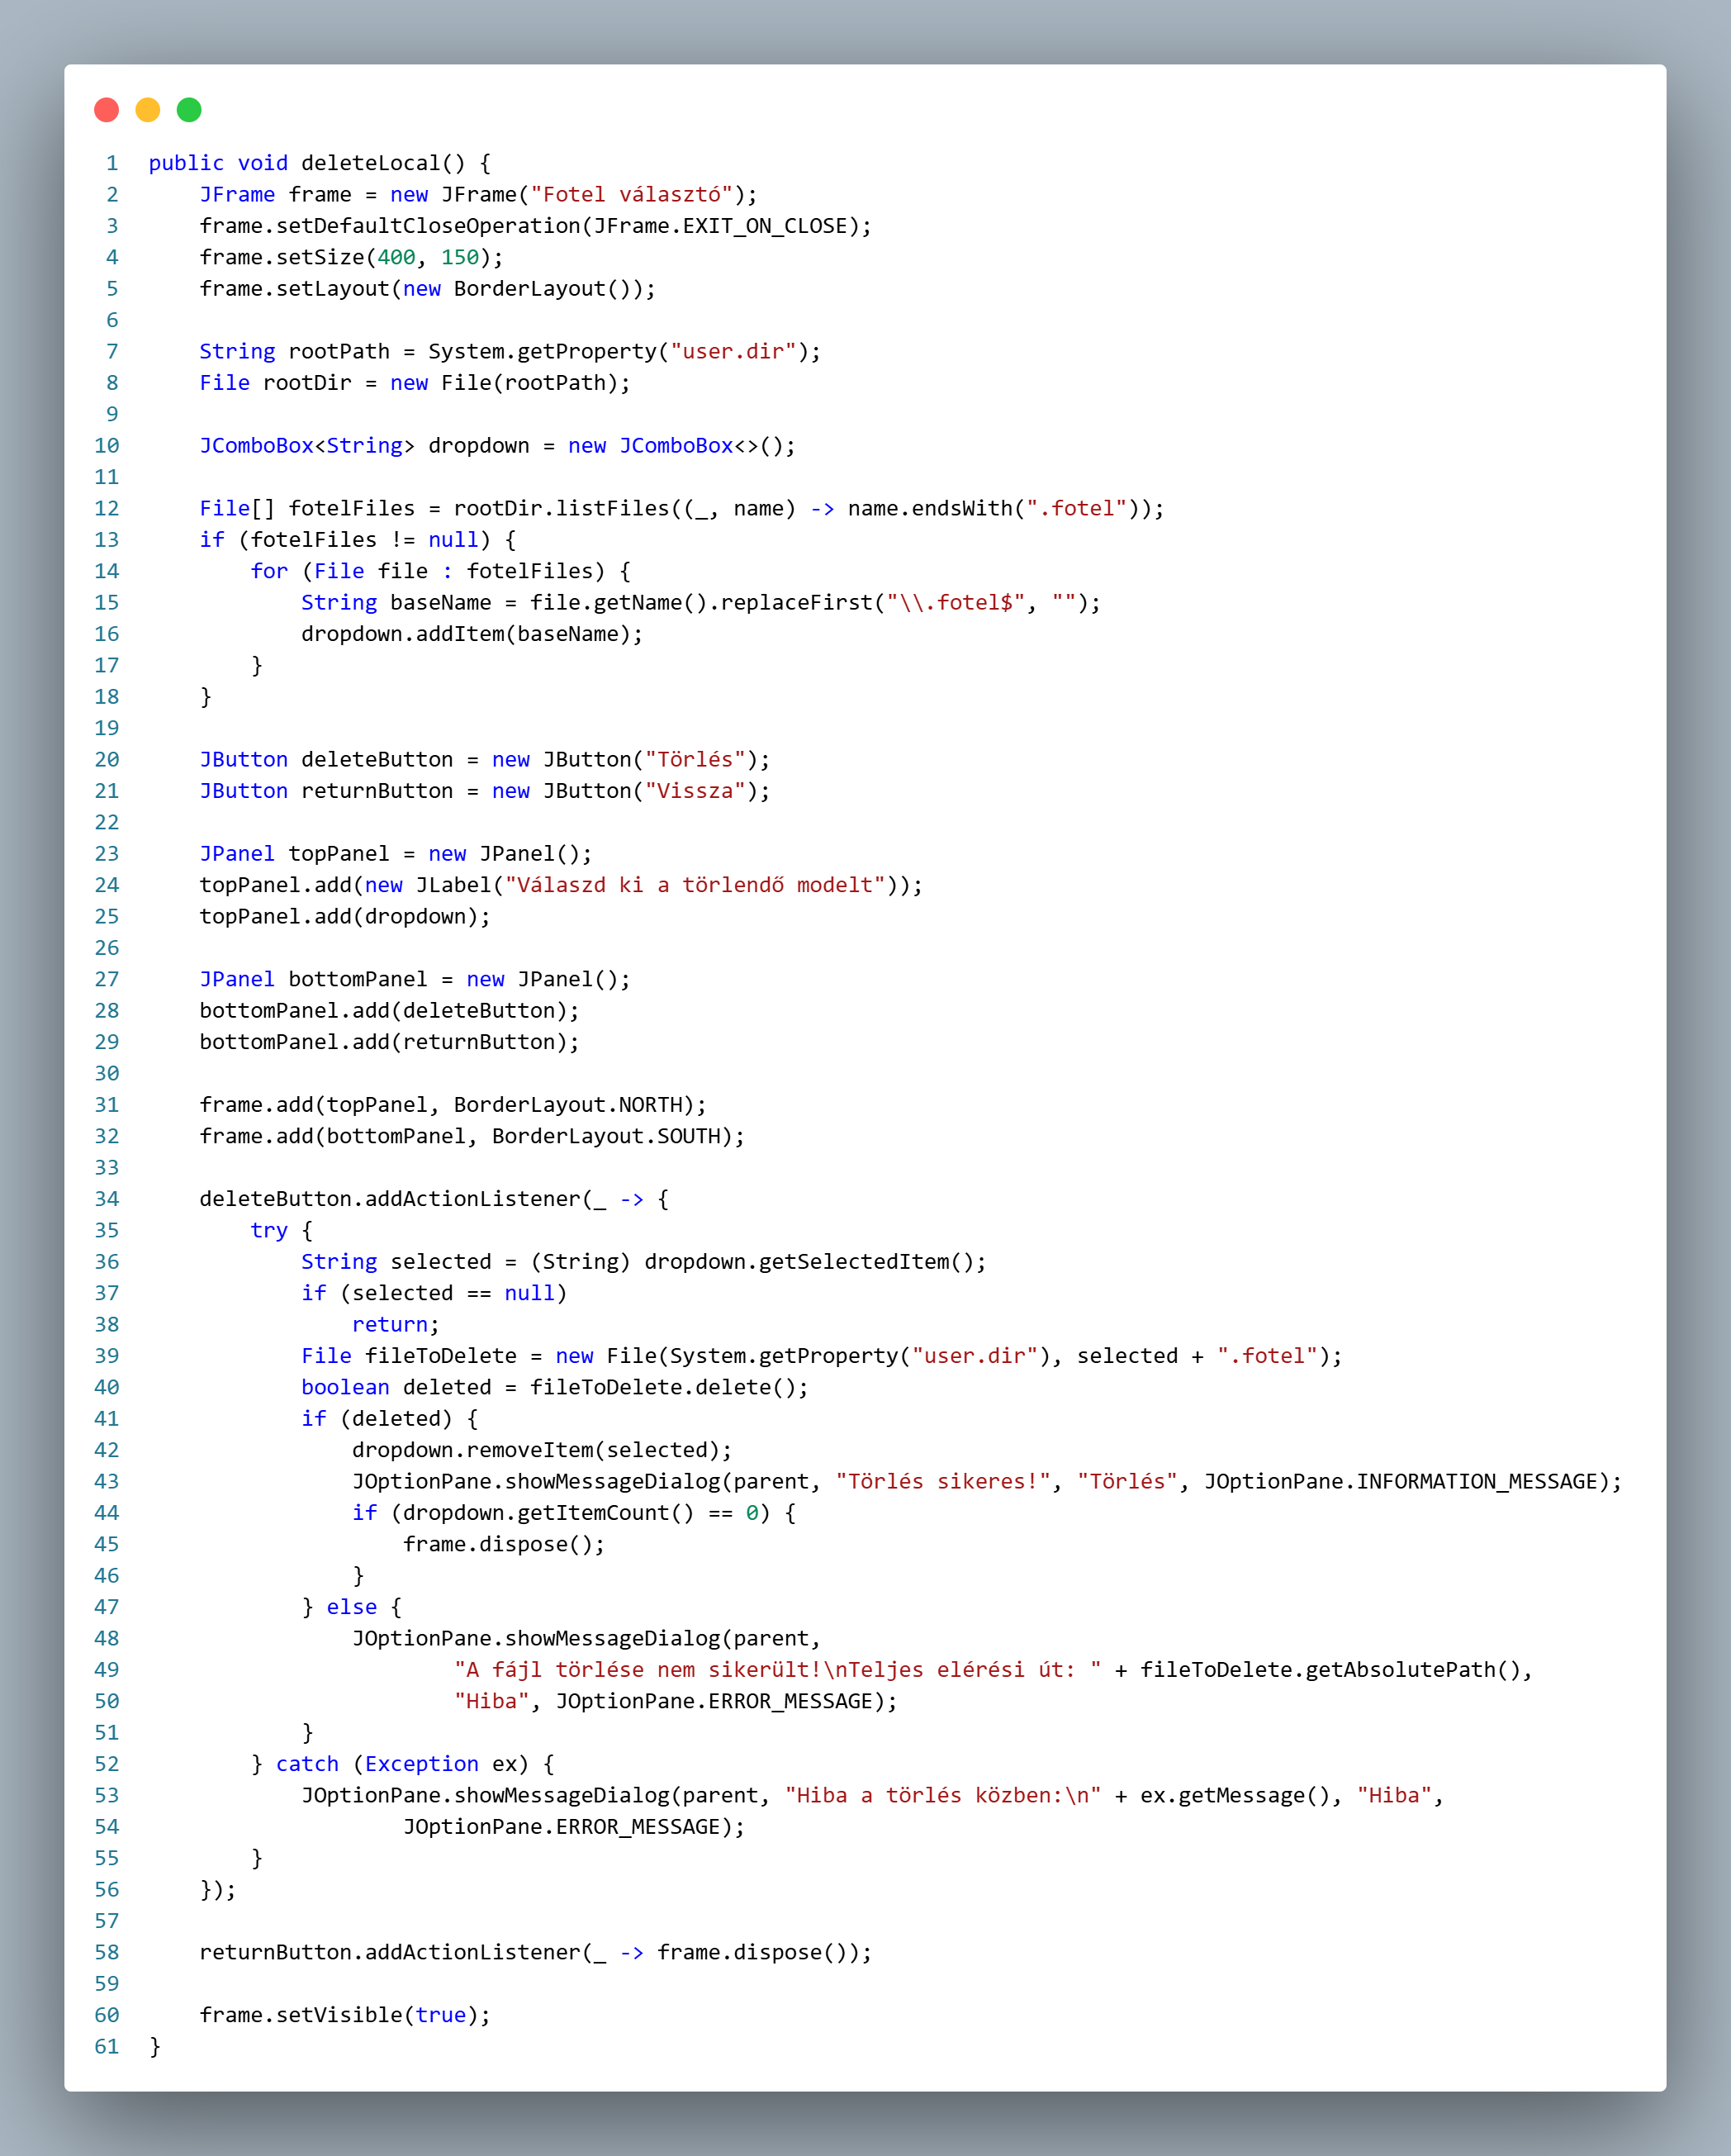 1 public void deleteLocal() {
2     JFrame frame = new JFrame("Fotel választó");
3     frame.setDefaultCloseOperation(JFrame.EXIT_ON_CLOSE);
4     frame.setSize(400, 150);
5     frame.setLayout(new BorderLayout());
6
7     String rootPath = System.getProperty("user.dir");
8     File rootDir = new File(rootPath);
9
10     JComboBox<String> dropdown = new JComboBox<>();
11
12     File[] fotelFiles = rootDir.listFiles((_, name) -> name.endsWith(".fotel"));
13     if (fotelFiles != null) {
14         for (File file : fotelFiles) {
15             String baseName = file.getName().replaceFirst("\\.fotel$", "");
16             dropdown.addItem(baseName);
17         }
18     }
19
20     JButton deleteButton = new JButton("Törlés");
21     JButton returnButton = new JButton("Vissza");
22
23     JPanel topPanel = new JPanel();
24     topPanel.add(new JLabel("Válaszd ki a törlendő modelt"));
25     topPanel.add(dropdown);
26
27     JPanel bottomPanel = new JPanel();
28     bottomPanel.add(deleteButton);
29     bottomPanel.add(returnButton);
30
31     frame.add(topPanel, BorderLayout.NORTH);
32     frame.add(bottomPanel, BorderLayout.SOUTH);
33
34     deleteButton.addActionListener(_ -> {
35         try {
36             String selected = (String) dropdown.getSelectedItem();
37             if (selected == null)
38                 return;
39             File fileToDelete = new File(System.getProperty("user.dir"), selected + ".fotel");
40             boolean deleted = fileToDelete.delete();
41             if (deleted) {
42                 dropdown.removeItem(selected);
43                 JOptionPane.showMessageDialog(parent, "Törlés sikeres!", "Törlés", JOptionPane.INFORMATION_MESSAGE);
44                 if (dropdown.getItemCount() == 0) {
45                     frame.dispose();
46                 }
47             } else {
48                 JOptionPane.showMessageDialog(parent,
49                         "A fájl törlése nem sikerült!\nTeljes elérési út: " + fileToDelete.getAbsolutePath(),
50                         "Hiba", JOptionPane.ERROR_MESSAGE);
51             }
52         } catch (Exception ex) {
53             JOptionPane.showMessageDialog(parent, "Hiba a törlés közben:\n" + ex.getMessage(), "Hiba",
54                     JOptionPane.ERROR_MESSAGE);
55         }
56     });
57
58     returnButton.addActionListener(_ -> frame.dispose());
59
60     frame.setVisible(true);
61 }